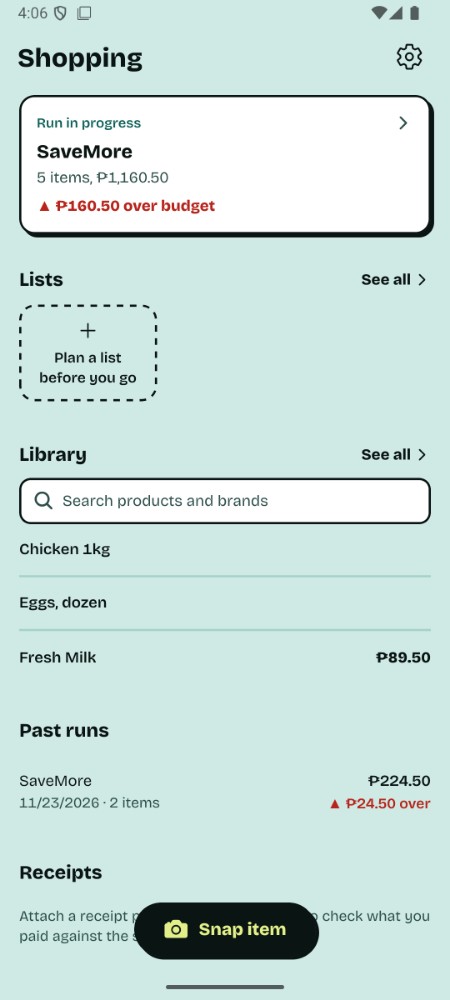 4:06
Shopping
Run in progress
SaveMore
5 items, ₱1,160.50
▲ ₱160.50 over budget
Lists
See all
Plan a list
before you go
Library
See all
Search products and brands
Chicken 1kg
Eggs, dozen
Fresh Milk ₱89.50
Past runs
SaveMore ₱224.50
11/23/2026 · 2 items ▲ ₱24.50 over
Receipts
Attach a receipt check what you
paid against the
Snap item